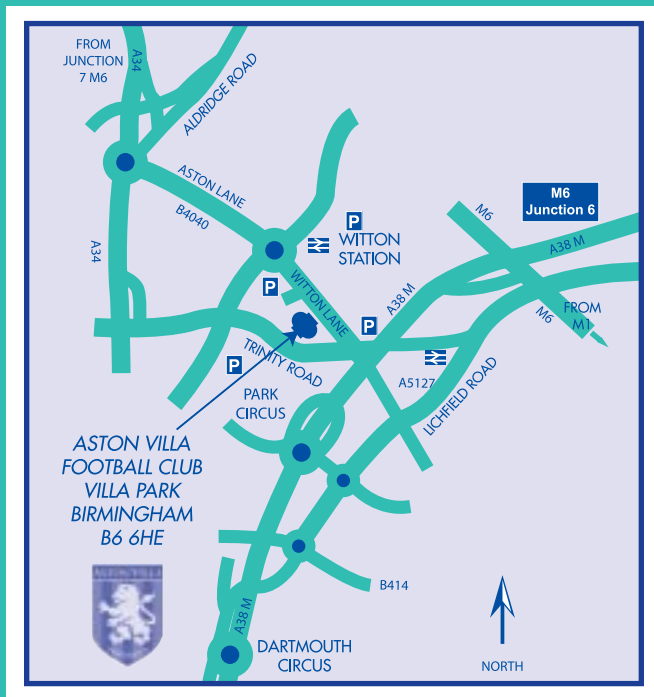 FROM
JUNCTION
7 M6
A34
ALDRIDGE ROAD
ASTON LANE
B4040
A34
P
WITTON
STATION
P
WITTON LANE
M6
Junction 6
M6
A38 M
A38 M
M6
FROM
M1
P
P
TRINITY ROAD
A5127
LICHFIELD ROAD
PARK
CIRCUS
ASTON VILLA
FOOTBALL CLUB
VILLA PARK
BIRMINGHAM
B6 6HE
ASTON VILLA
B414
A38 M
DARTMOUTH
CIRCUS
NORTH